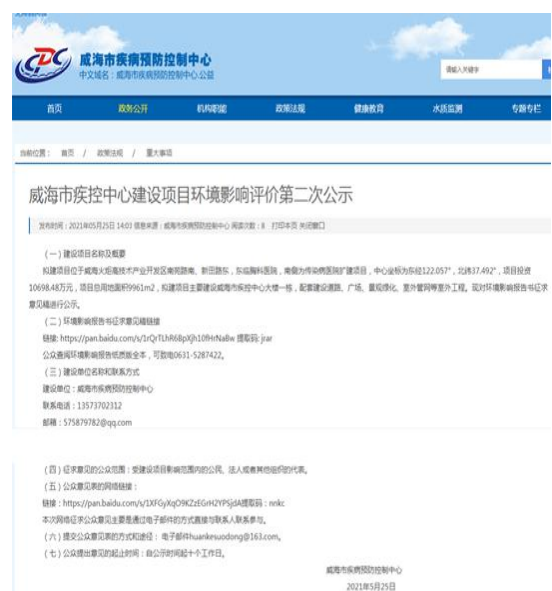 CDC
威海市疾病预防控制中心
中文域名：威海市疾病预防控制中心.公益
请输入关键字
首页 政务公开 机构职能 政策法规 健康教育 水质监测 专题专栏
当前位置： 首页 / 政策法规 / 重大事项
威海市疾控中心建设项目环境影响评价第二次公示
发布时间：2021年05月25日 14:03 信息来源：威海市疾病预防控制中心 阅读次数：8 打印本页 关闭窗口
（一）建设项目名称及概要
拟建项目位于威海火炬高技术产业开发区南苑路南、新田路东，东临胸科医院，南侧为传染病医院扩建项目，中心坐标为东经122.057°，北纬37.492°，项目投资
10698.48万元，项目总用地面积9961m2，拟建项目主要建设威海市疾控中心大楼一栋，配套建设道路、广场、景观绿化、室外管网等室外工程。现对环境影响报告书征求
意见稿进行公示。
（二）环境影响报告书征求意见稿链接
链接: https://pan.baidu.com/s/1rQrTLhR6BpXjh10fHrNaBw 提取码: jrar
公众查阅环境影响报告纸质版全本，可致电0631-5287422。
（三）建设单位名称和联系方式
建设单位：威海市疾病预防控制中心
联系电话：13573702312
邮箱：575879782@qq.com
（四）征求意见的公众范围：受建设项目影响范围内的公民、法人或者其他组织的代表。
（五）公众意见表的网络链接：
链接：https://pan.baidu.com/s/1XFGyXqO9KZzEGrH2YPSjdA提取码：nnkc
本次网络征求公众意见主要是通过电子邮件的方式直接与联系人联系参与。
（六）提交公众意见表的方式和途径：电子邮件huankesuodong@163.com。
（七）公众提出意见的起止时间：自公示时间起十个工作日。
威海市疾病预防控制中心
2021年5月25日